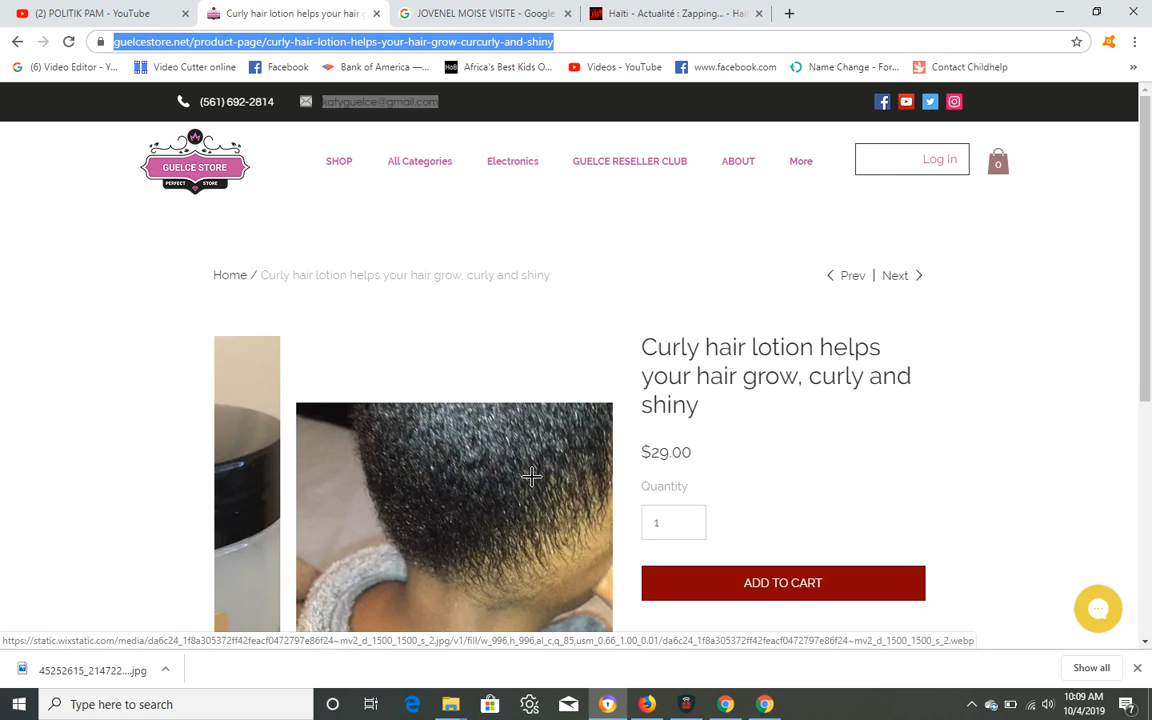 (2) POLITIK PAM - YouTube
Curly hair lotion helps your hair g
JOVENEL MOISE VISITE - Google
Haïti - Actualité : Zapping... - Hai
guelcestore.net/product-page/curly-hair-lotion-helps-your-hair-grow-curcurly-and-shiny
(6) Video Editor - Y...
Video Cutter online
Facebook
Bank of America —...
HoB
Africa's Best Kids O...
Videos - YouTube
www.facebook.com
Name Change - For...
Contact Childhelp
»
(561) 692-2814
katyguelce@gmail.com
GUELCE STORE
PERFECT STORE
SHOP
All Categories
Electronics
GUELCE RESELLER CLUB
ABOUT
More
Log In
0
Home / Curly hair lotion helps your hair grow, curly and shiny
Prev | Next
Curly hair lotion helps
your hair grow, curly and
shiny
$29.00
Quantity
1
ADD TO CART
https://static.wixstatic.com/media/da6c24_1f8a305372ff42feacf0472797e86f24~mv2_d_1500_1500_s_2.jpg/v1/fill/w_996,h_996,al_c,q_85,usm_0.66_1.00_0.01/da6c24_1f8a305372ff42feacf0472797e86f24~mv2_d_1500_1500_s_2.webp
45252615_214722....jpg
Show all
Type here to search
10:09 AM
10/4/2019
7